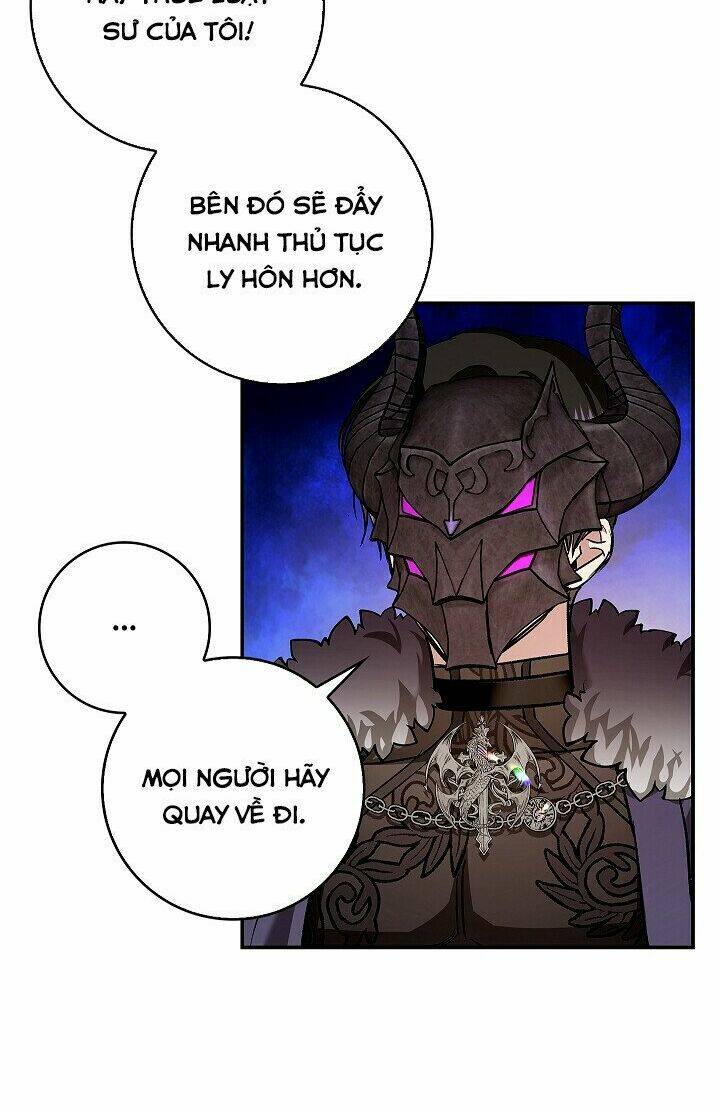 SƯ CỦA TÔI!
BÊN ĐÓ SẼ ĐẨY
NHANH THỦ TỤC
LY HÔN HƠN.
...
MỌI NGƯỜI HÃY
QUAY VỀ ĐI.